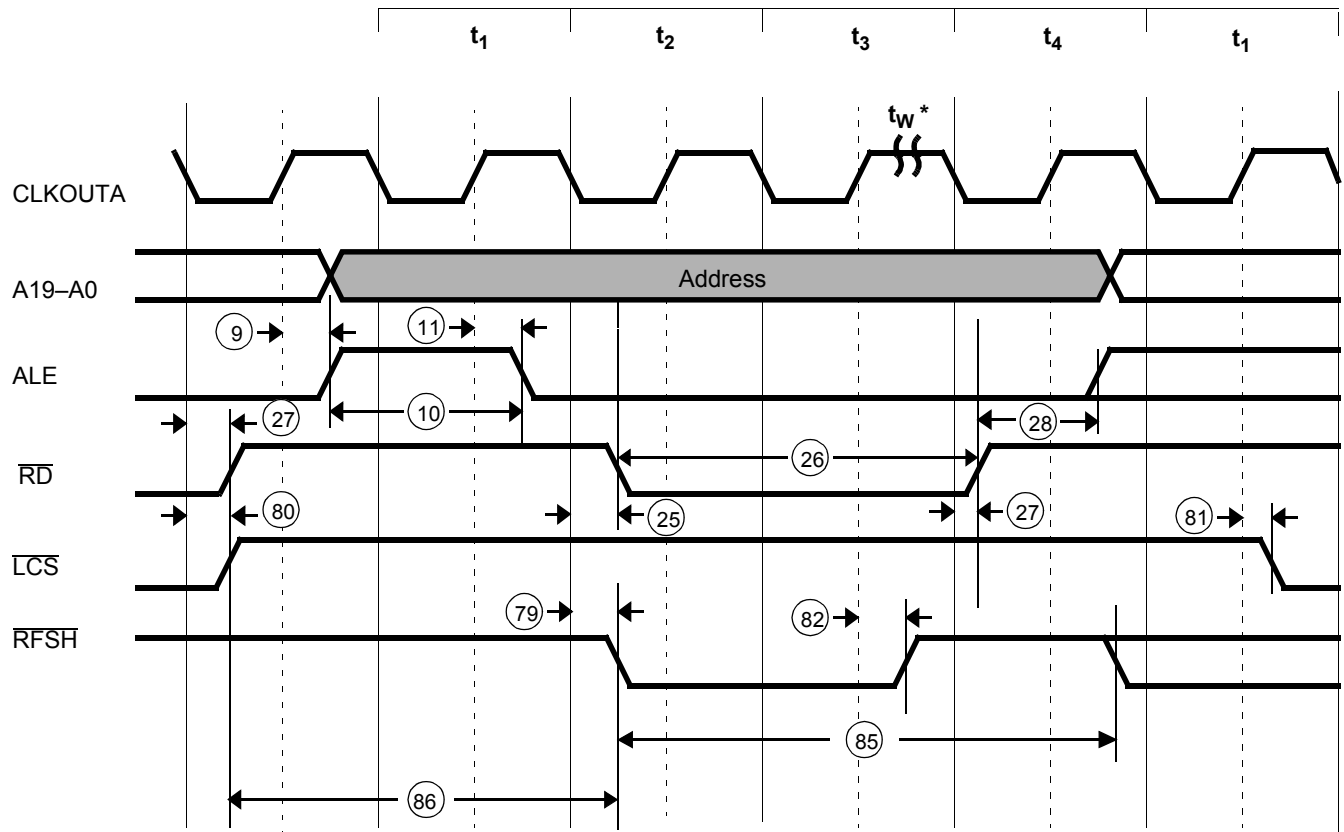 t1 t2 t3 t4 t1
tW *
CLKOUTA
A19–A0 Address
9 11
ALE
10
27 28
RD 26
80 25 27 81
LCS
79 82
RFSH
85
86